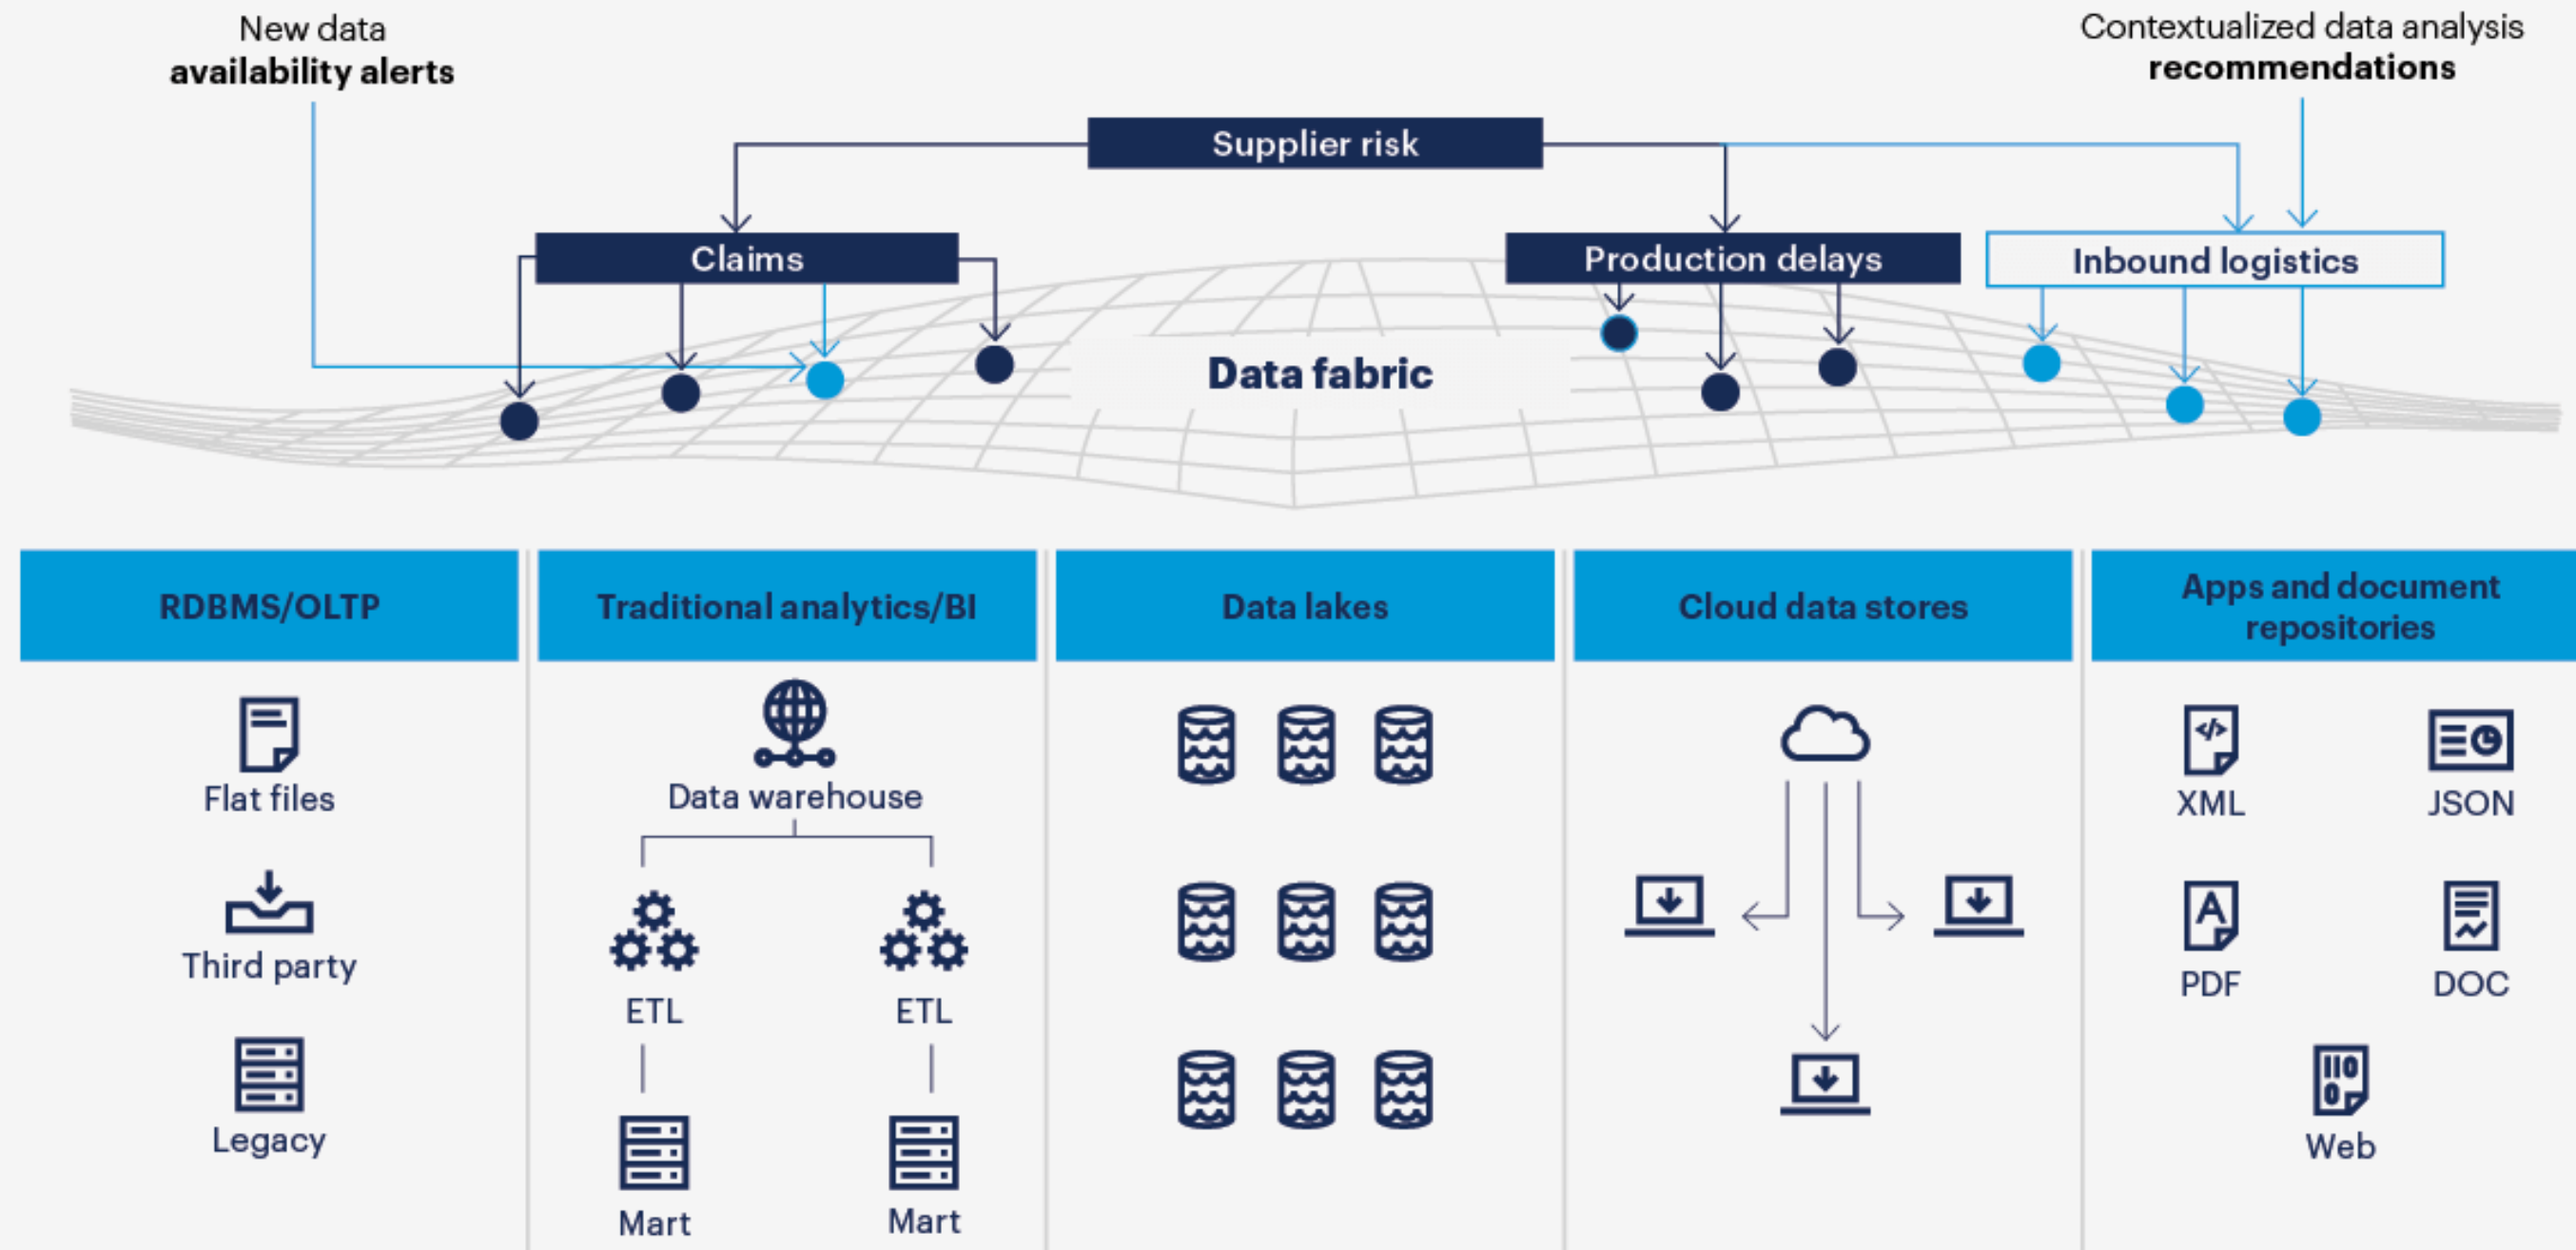 New data
availability alerts
Contextualized data analysis
recommendations
Supplier risk
Claims
Production delays
Inbound logistics
Data fabric
RDBMS/OLTP
Flat files
Third party
Legacy
Traditional analytics/BI
Data warehouse
ETL
ETL
Mart
Mart
Data lakes
Cloud data stores
Apps and document
repositories
XML
JSON
PDF
DOC
Web